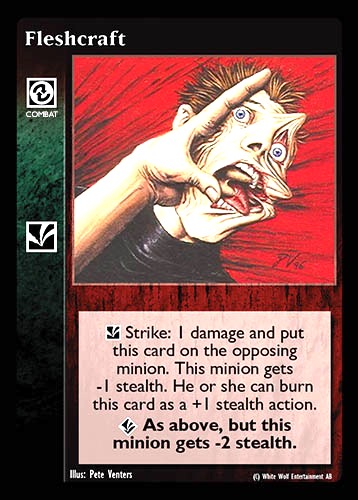 Fleshcraft
COMBAT
PV 96
Strike: 1 damage and put
this card on the opposing
minion. This minion gets
-1 stealth. He or she can burn
this card as a +1 stealth action.
As above, but this
minion gets -2 stealth.
Illus: Pete Venters
(C) White Wolf Entertainment AB